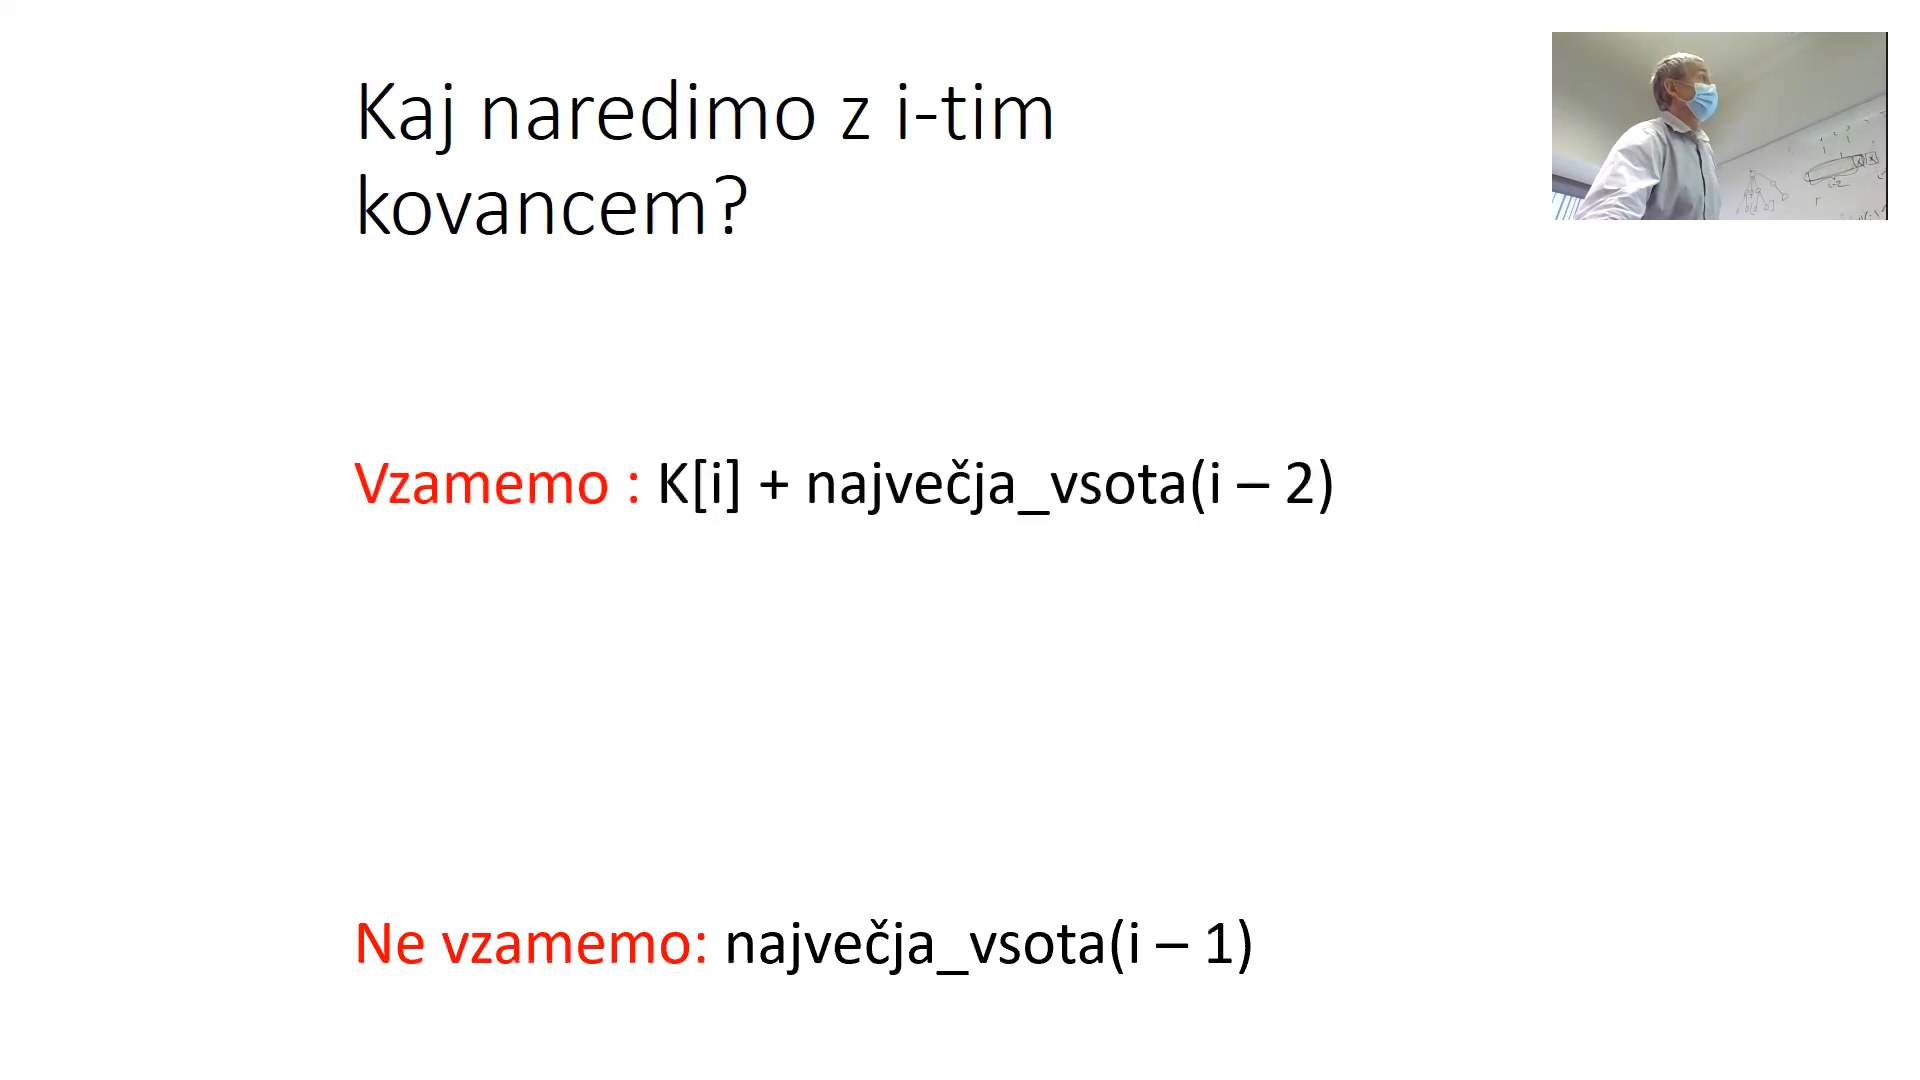 Kaj naredimo z i-tim
kovancem?
Vzamemo : K[i] + največja_vsota(i – 2)
Ne vzamemo: največja_vsota(i – 1)